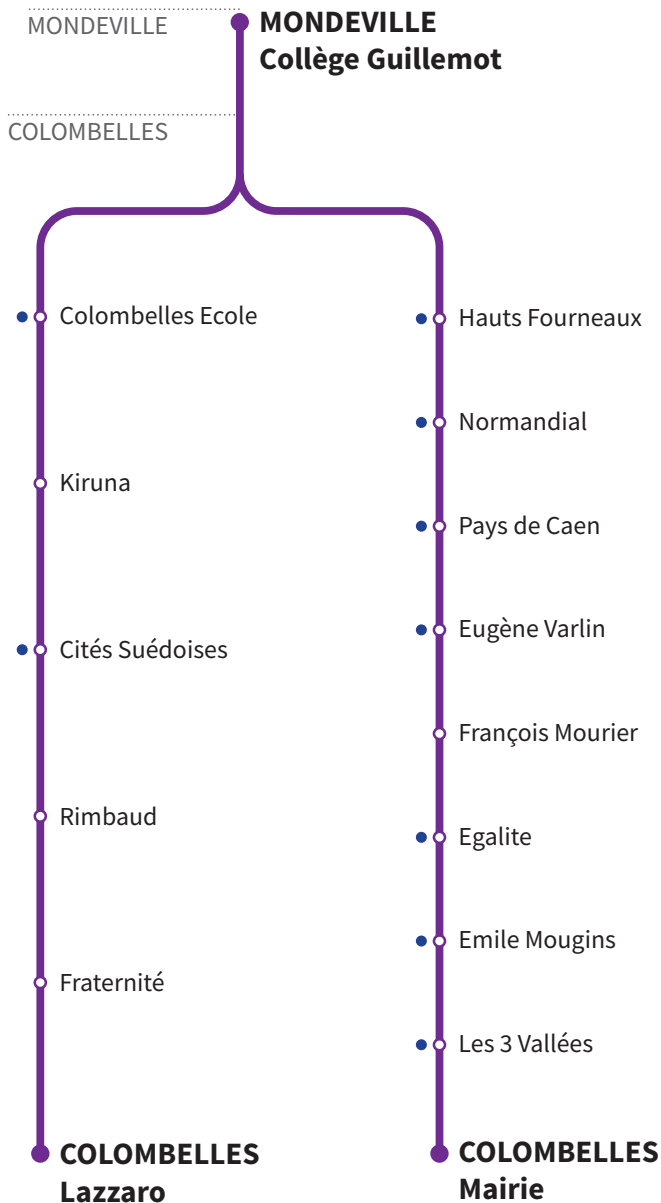 MONDEVILLE
MONDEVILLE
Collège Guillemot
COLOMBELLES
Colombelles Ecole
Kiruna
Cités Suédoises
Rimbaud
Fraternité
COLOMBELLES
Lazzaro
Hauts Fourneaux
Normandial
Pays de Caen
Eugène Varlin
François Mourier
Egalite
Emile Mougins
Les 3 Vallées
COLOMBELLES
Mairie